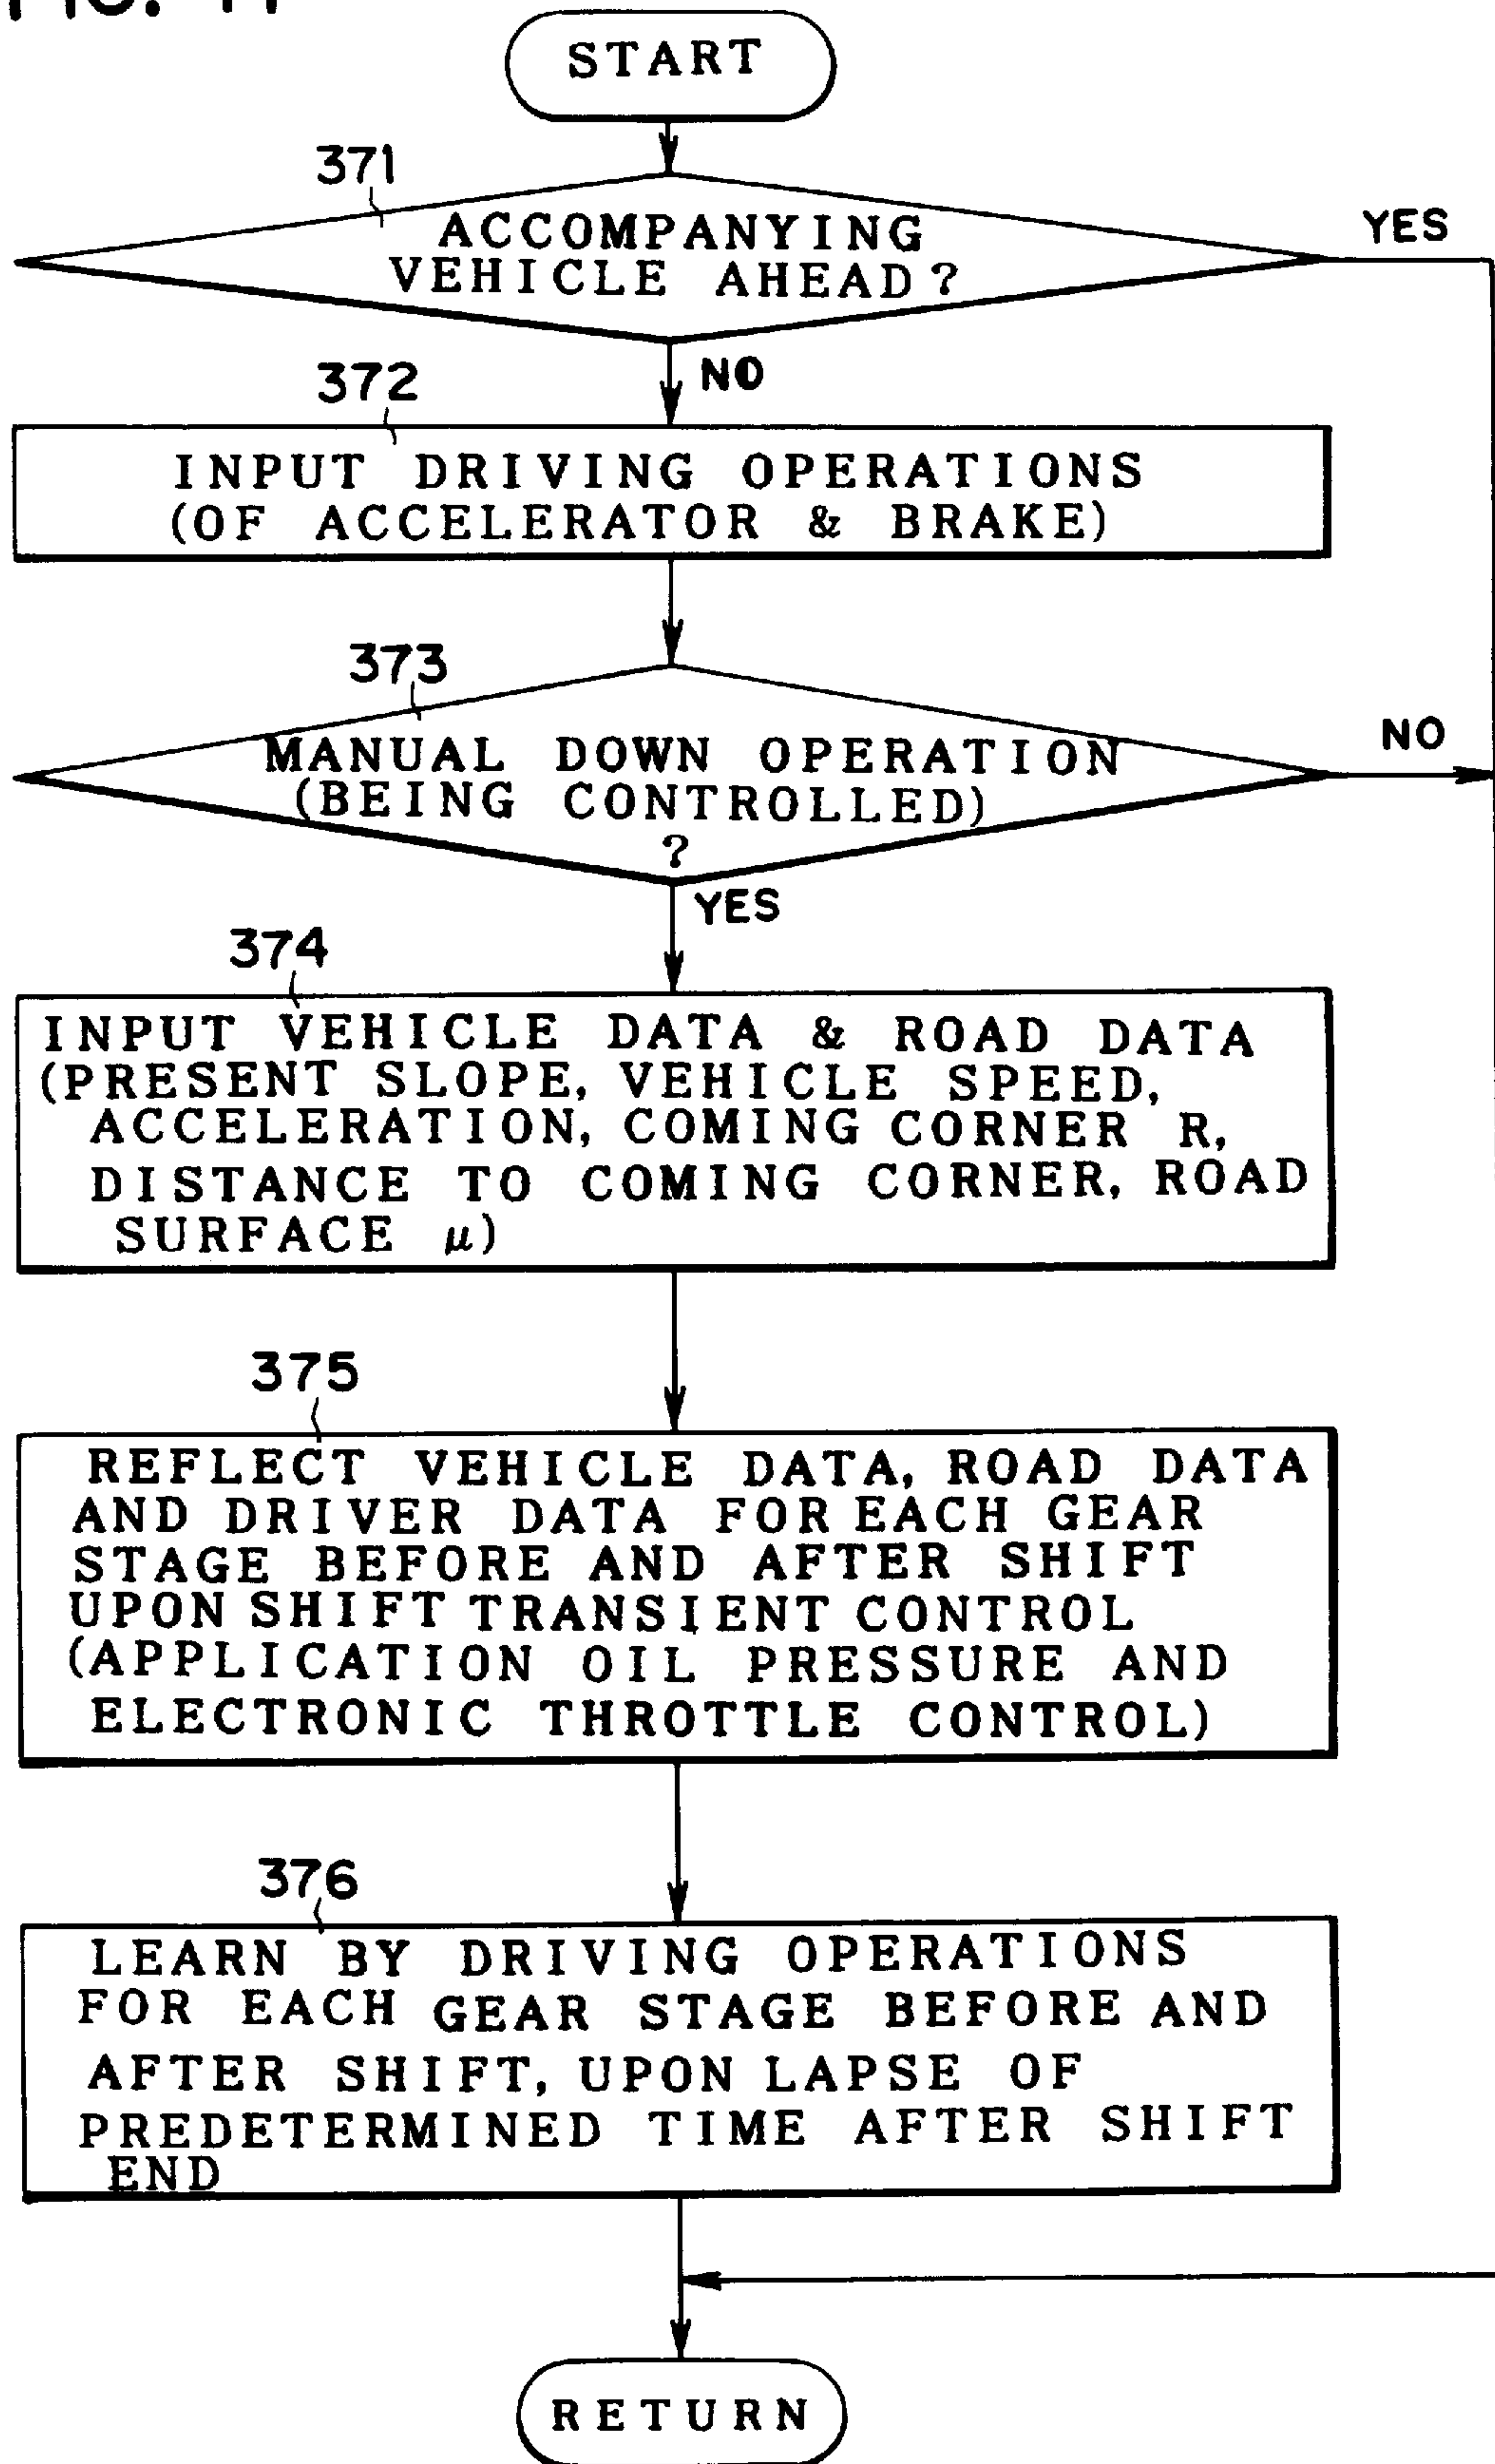 START
371
ACCOMPANYING
VEHICLE AHEAD?
YES
NO
372
INPUT DRIVING OPERATIONS
(OF ACCELERATOR & BRAKE)
373
MANUAL DOWN OPERATION
(BEING CONTROLLED)
?
NO
YES
374
INPUT VEHICLE DATA & ROAD DATA
(PRESENT SLOPE, VEHICLE SPEED,
ACCELERATION, COMING CORNER R,
DISTANCE TO COMING CORNER, ROAD
SURFACE μ)
375
REFLECT VEHICLE DATA, ROAD DATA
AND DRIVER DATA FOR EACH GEAR
STAGE BEFORE AND AFTER SHIFT
UPON SHIFT TRANSIENT CONTROL
(APPLICATION OIL PRESSURE AND
ELECTRONIC THROTTLE CONTROL)
376
LEARN BY DRIVING OPERATIONS
FOR EACH GEAR STAGE BEFORE AND
AFTER SHIFT, UPON LAPSE OF
PREDETERMINED TIME AFTER SHIFT
END
RETURN